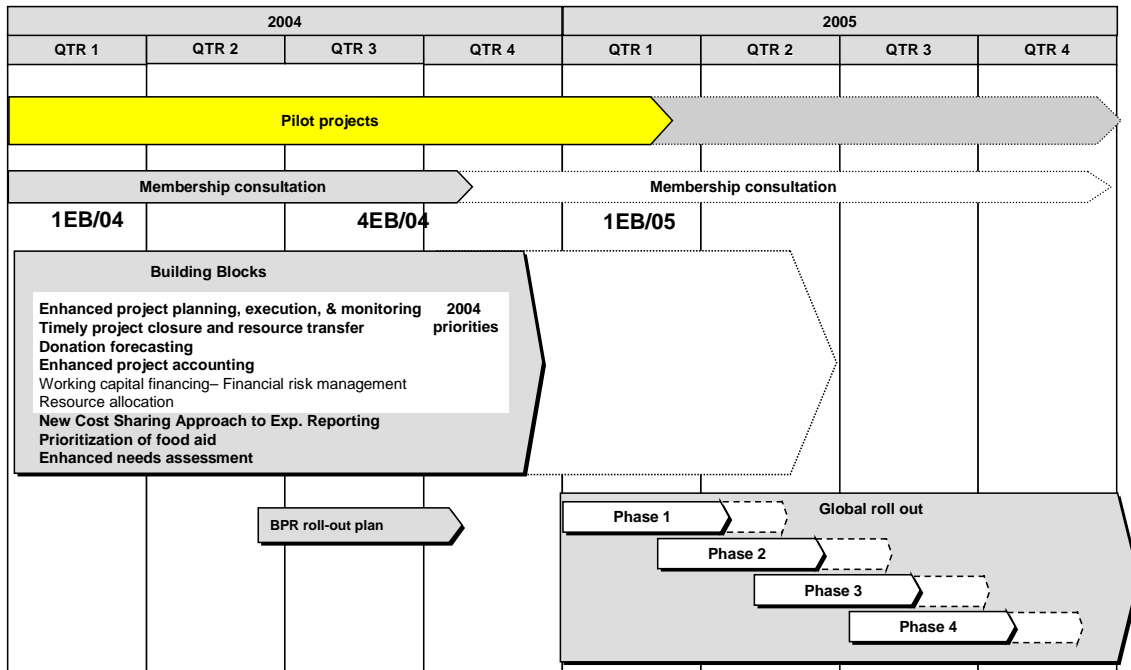 2004
2005
QTR 1
QTR 2
QTR 3
QTR 4
QTR 1
QTR 2
QTR 3
QTR 4
Pilot projects
Membership consultation
Membership consultation
1EB/04
4EB/04
1EB/05
Building Blocks
Enhanced project planning, execution, & monitoring
2004
Timely project closure and resource transfer
priorities
Donation forecasting
Enhanced project accounting
Working capital financing– Financial risk management
Resource allocation
New Cost Sharing Approach to Exp. Reporting
Prioritization of food aid
Enhanced needs assessment
BPR roll-out plan
Global roll out
Phase 1
Phase 2
Phase 3
Phase 4